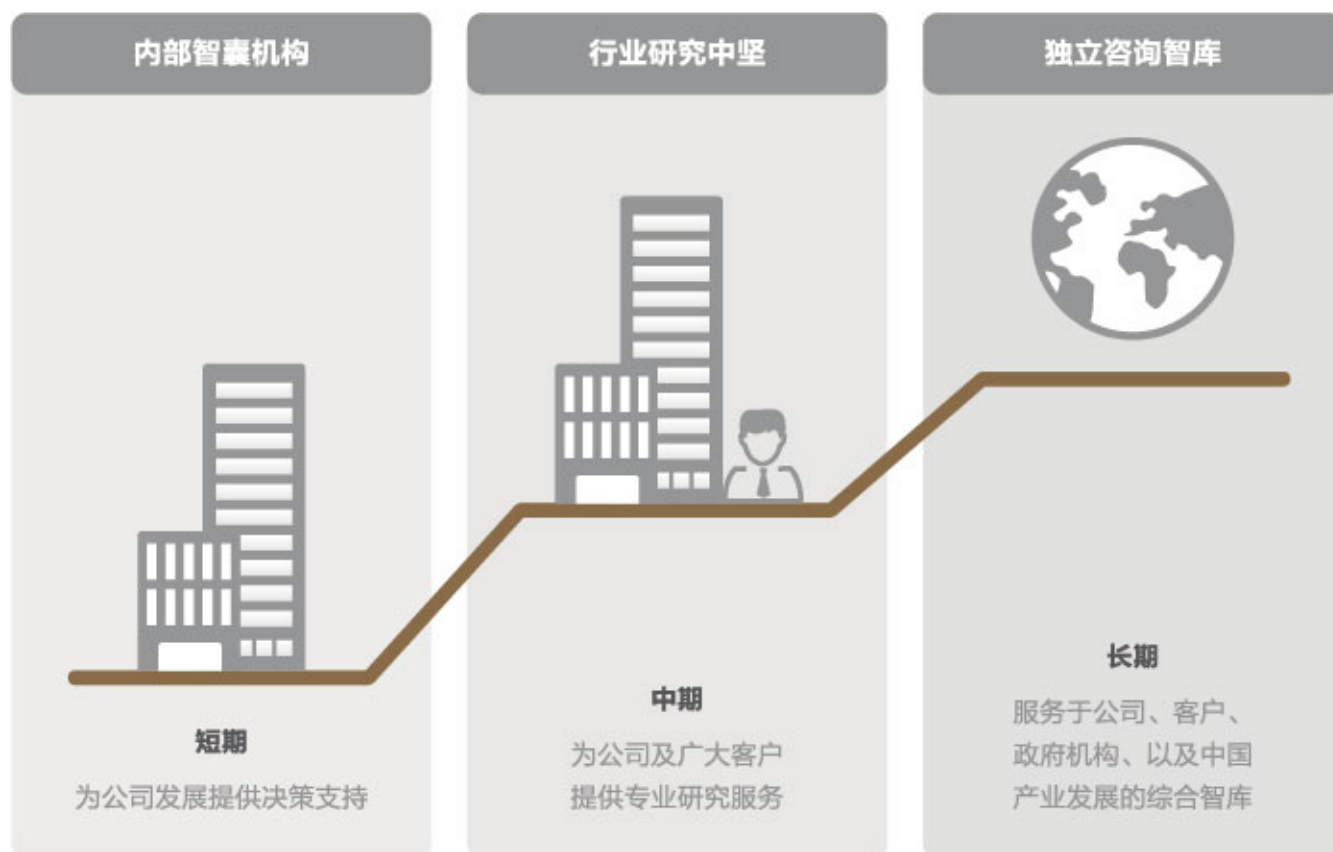 内部智囊机构
短期
为公司发展提供决策支持
行业研究中坚
中期
为公司及广大客户
提供专业研究服务
独立咨询智库
长期
服务于公司、客户、
政府机构、以及中国
产业发展的综合智库